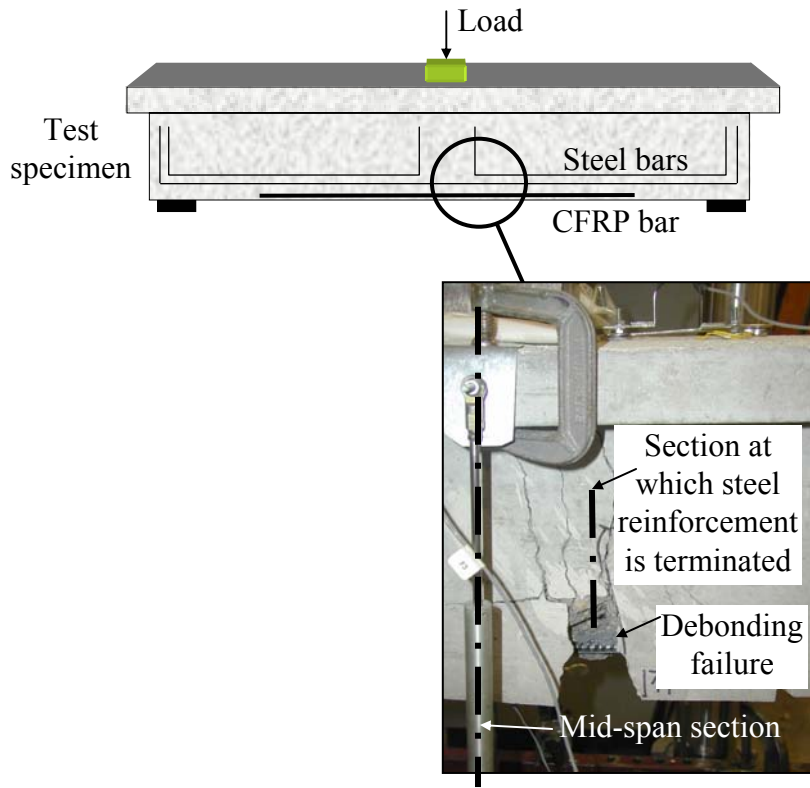 Load
Test
specimen
Steel bars
CFRP bar
Section at
which steel
reinforcement
is terminated
Debonding
failure
Mid-span section